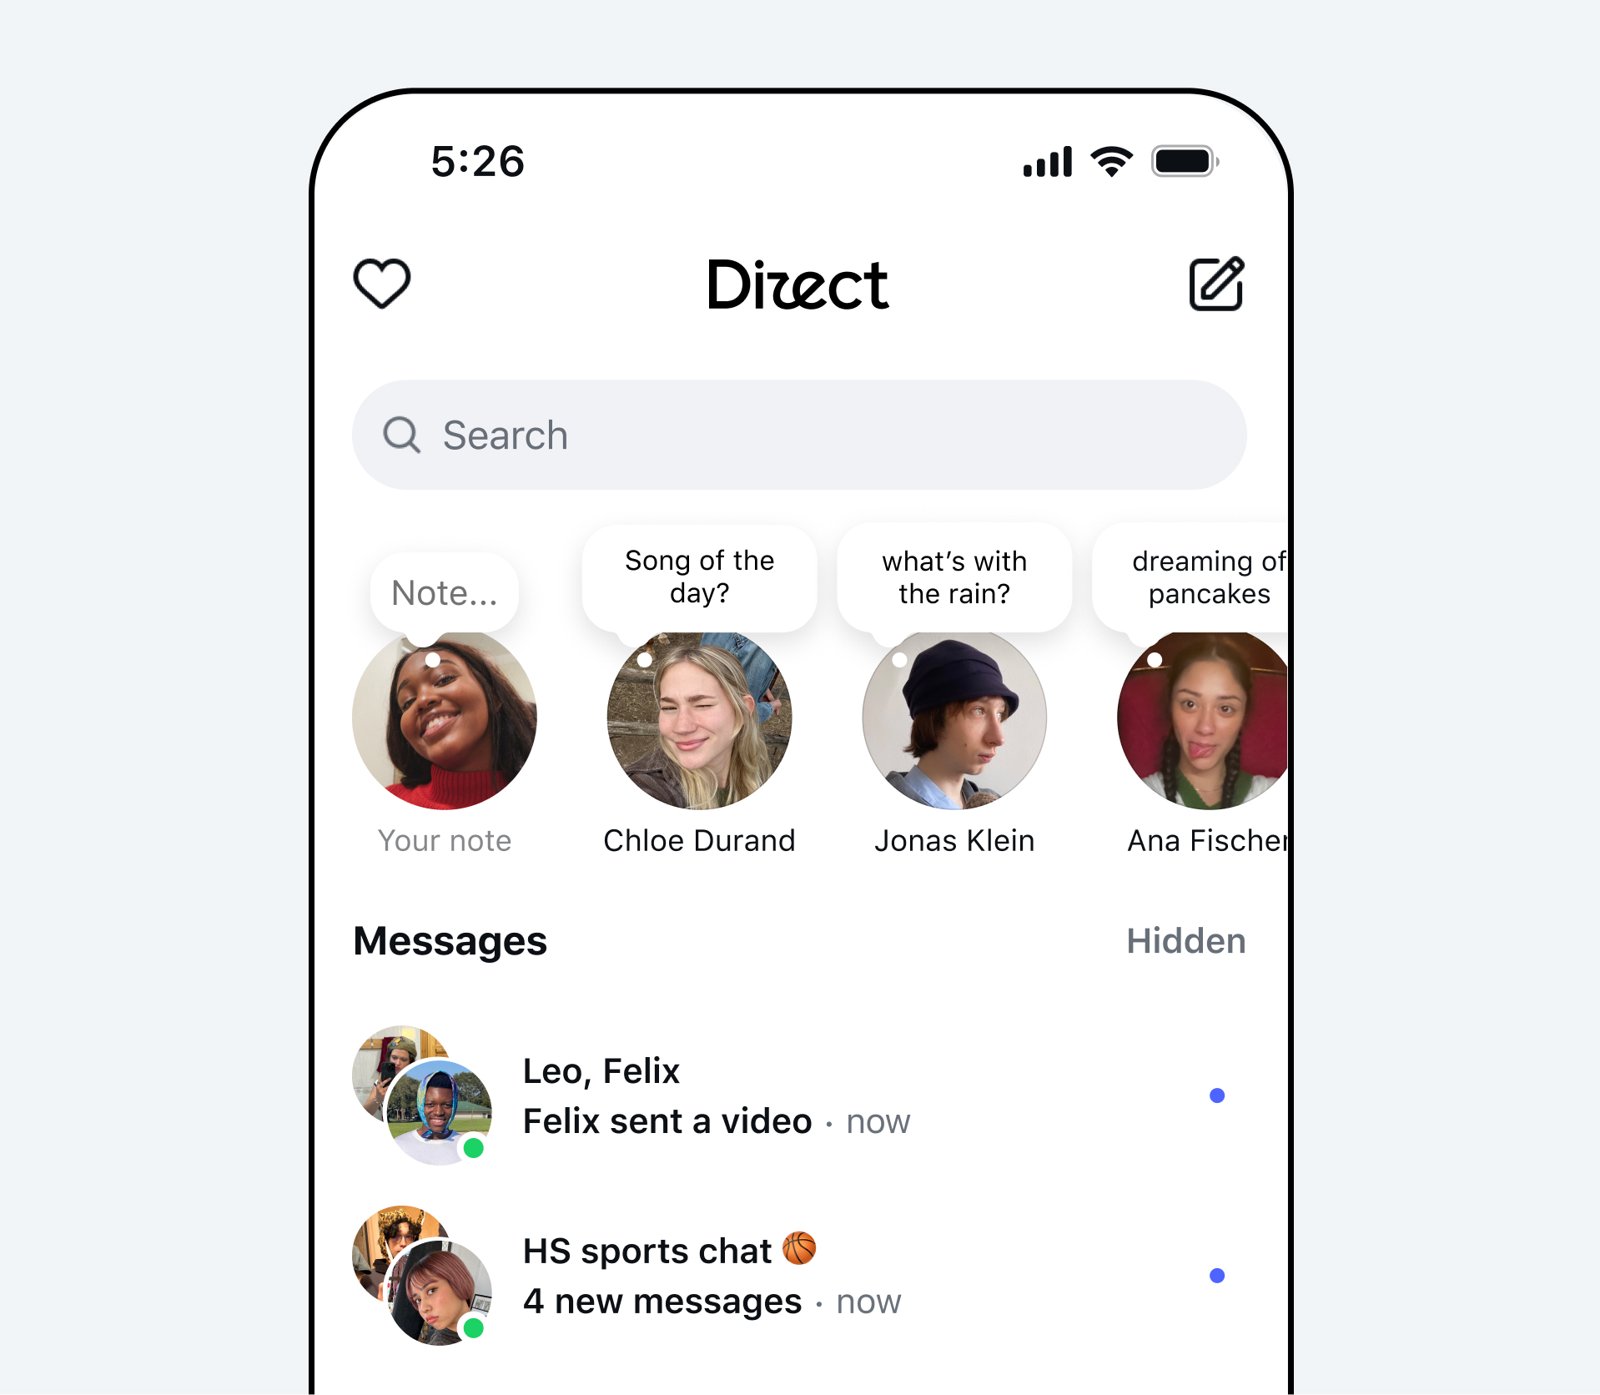 5:26
Direct
Search
Note...
Song of the
day?
what's with
the rain?
dreaming of
pancakes
Your note
Chloe Durand
Jonas Klein
Ana Fischer
Messages
Hidden
Leo, Felix
Felix sent a video · now
HS sports chat 🏀
4 new messages · now